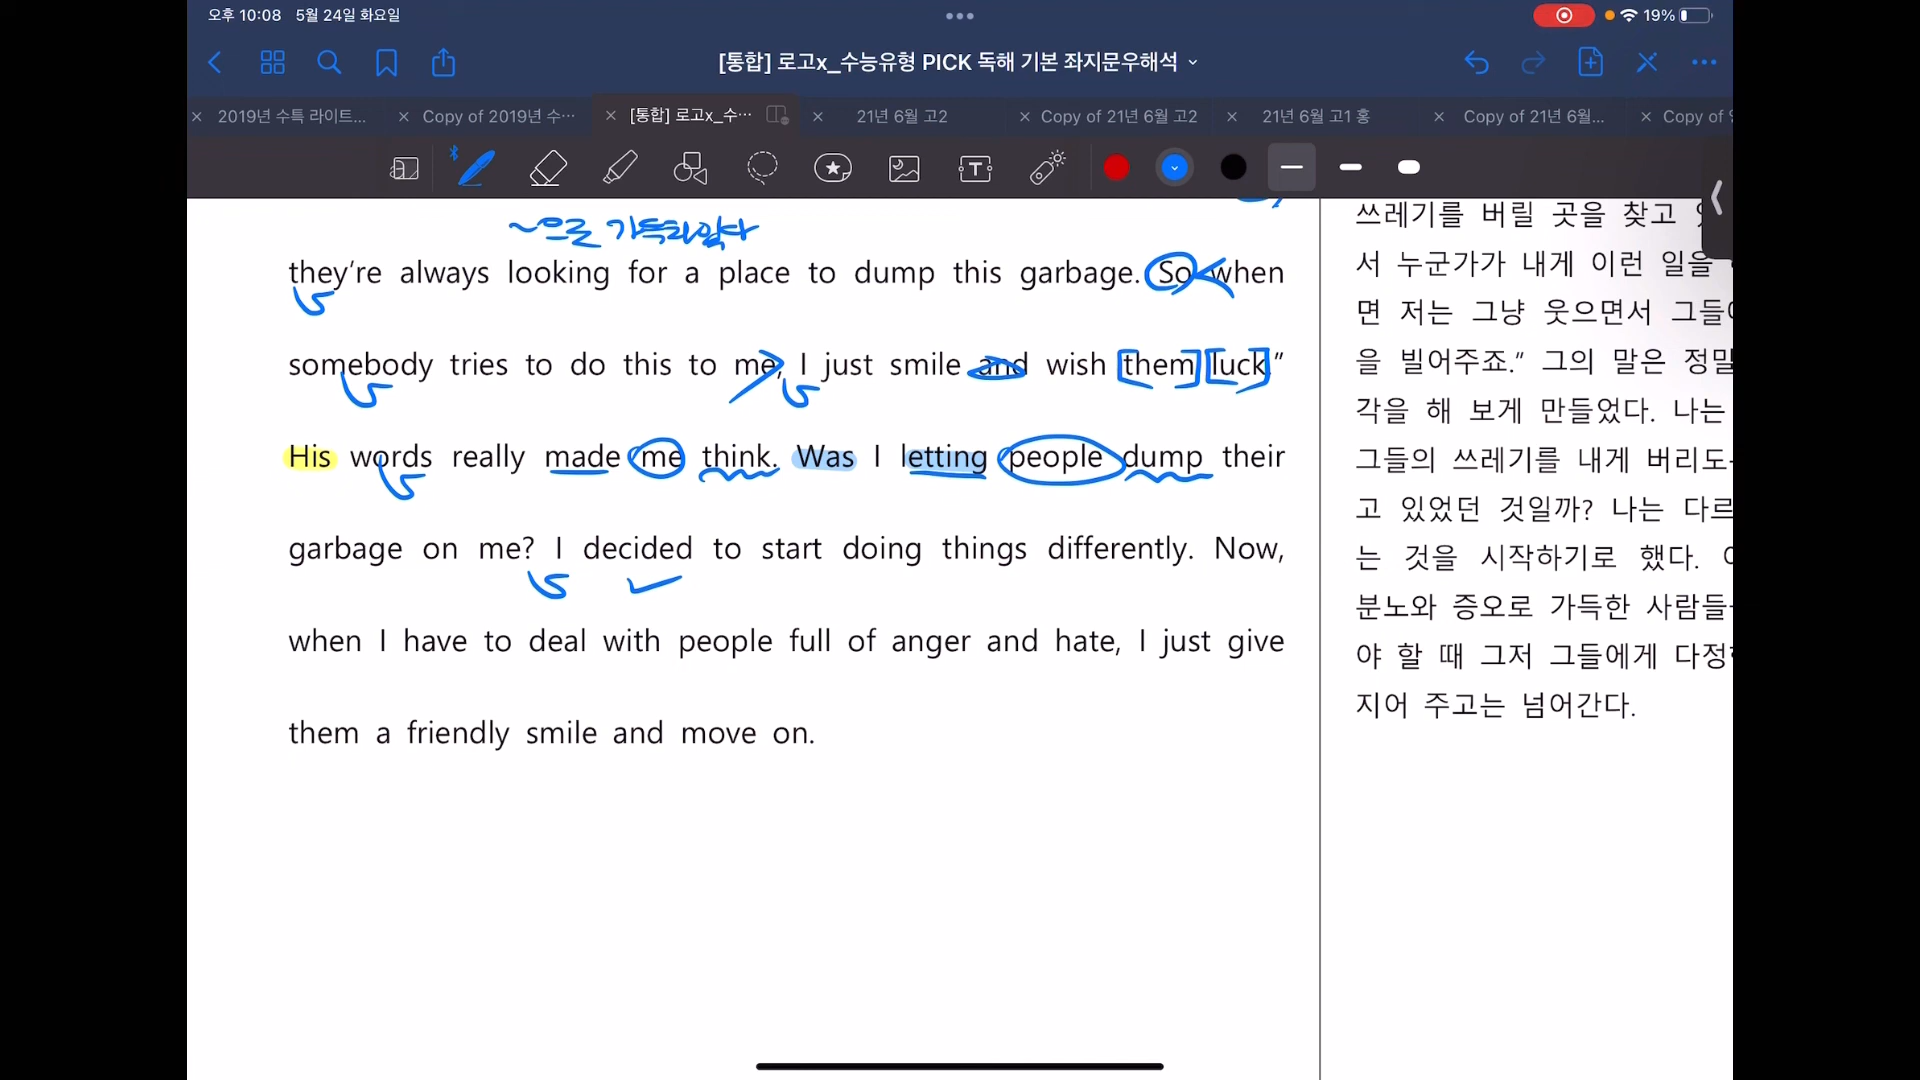 오후 10:08 5월 24일 화요일
19%
[통합] 로고x_수능유형 PICK 독해 기본 좌지문우해석
2019년 수특 라이트...
Copy of 2019년 수...
[통합] 로고x_수...
21년 6월 고2
Copy of 21년 6월 고2
21년 6월 고1 홍
Copy of 21년 6월...
Copy of
~으로 가득차있다
they're always looking for a place to dump this garbage. So when
somebody tries to do this to me, I just smile and wish them luck."
His words really made me think. Was I letting people dump their
garbage on me? I decided to start doing things differently. Now,
when I have to deal with people full of anger and hate, I just give
them a friendly smile and move on.
쓰레기를 버릴 곳을 찾고
서 누군가가 내게 이런 일을
면 저는 그냥 웃으면서 그들에
을 빌어주죠." 그의 말은 정말
각을 해 보게 만들었다. 나는
그들의 쓰레기를 내게 버리도록
고 있었던 것일까? 나는 다르
는 것을 시작하기로 했다.
분노와 증오로 가득한 사람들
야 할 때 그저 그들에게 다정한
지어 주고는 넘어간다.